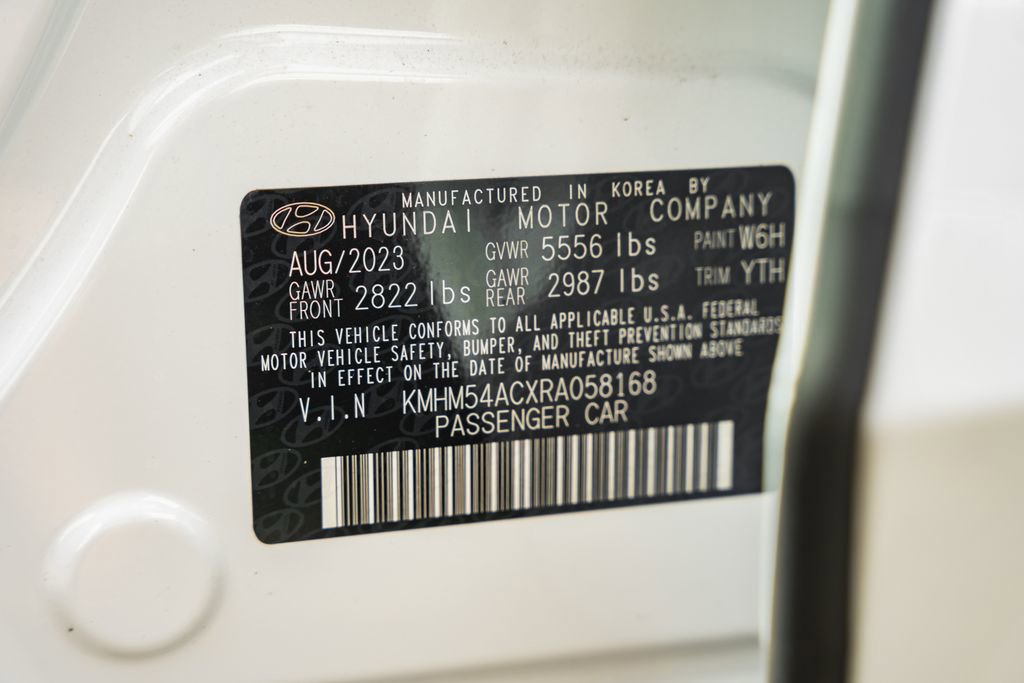 MANUFACTURED IN KOREA BY
HYUNDAI MOTOR COMPANY
AUG/2023 GVWR 5556 lbs PAINT W6H
GAWR FRONT 2822 lbs GAWR REAR 2987 lbs TRIM YTH
THIS VEHICLE CONFORMS TO ALL APPLICABLE U.S.A. FEDERAL
MOTOR VEHICLE SAFETY, BUMPER, AND THEFT PREVENTION STANDARDS
IN EFFECT ON THE DATE OF MANUFACTURE SHOWN ABOVE
V.I.N KMHM54ACXRA058168
PASSENGER CAR